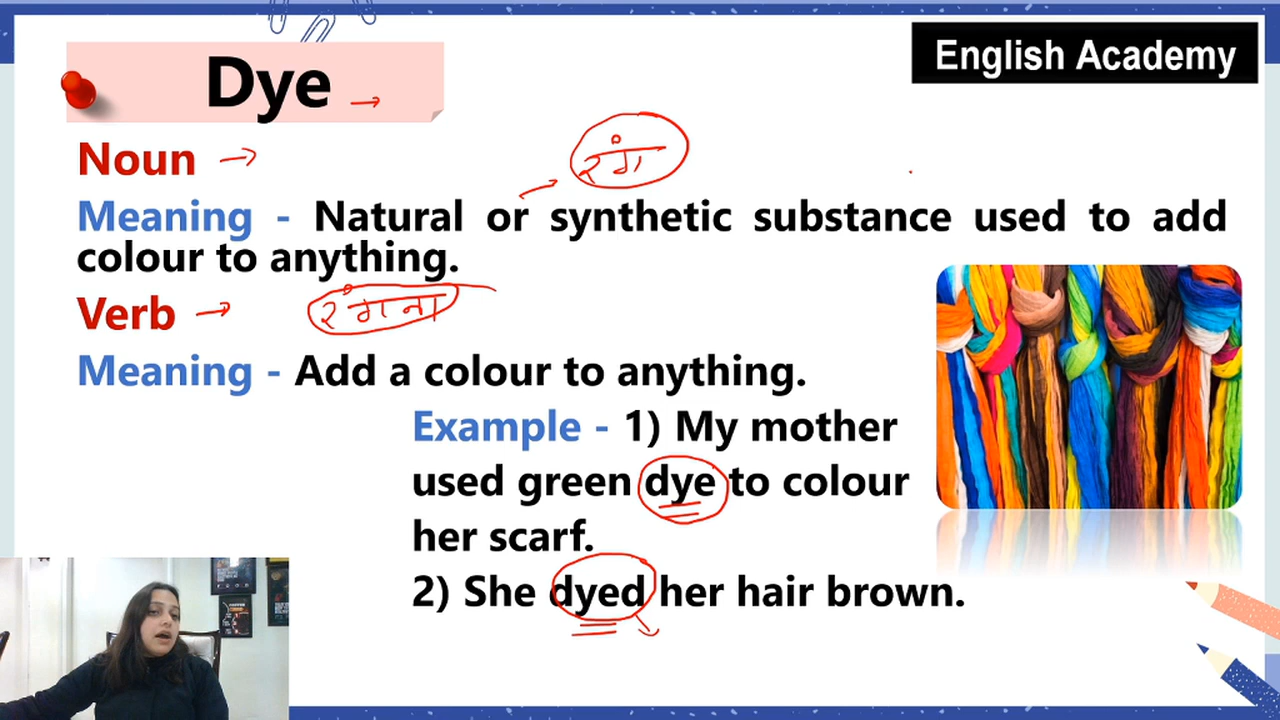 English Academy
Dye
Noun
रंग
Meaning - Natural or synthetic substance used to add
colour to anything.
Verb
रंगना
Meaning - Add a colour to anything.
Example - 1) My mother
used green dye to colour
her scarf.
2) She dyed her hair brown.